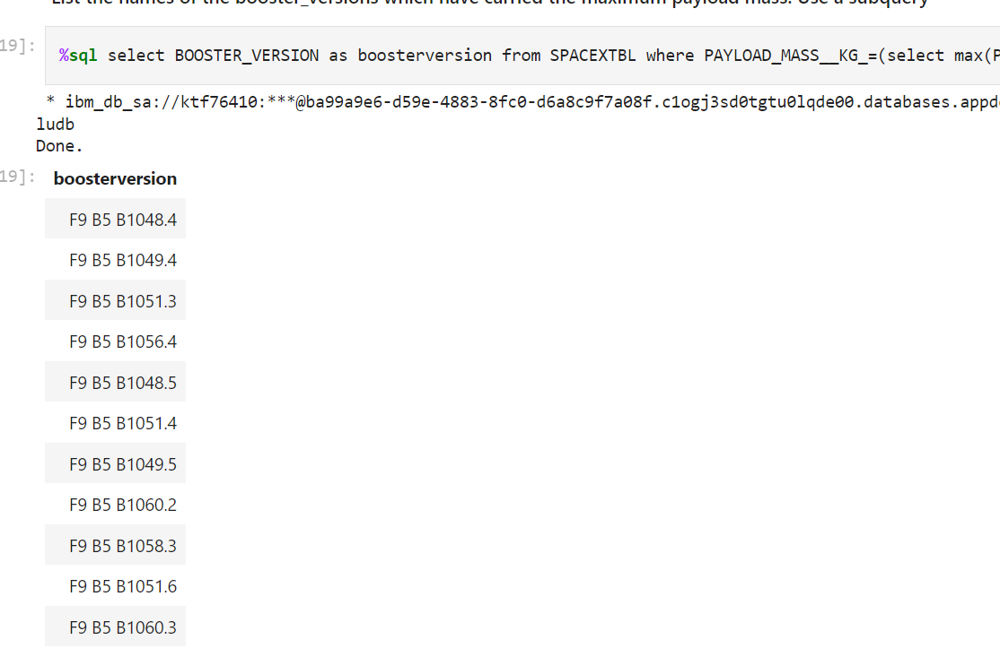 List the names of the booster_versions which have carried the maximum payload mass. Use a subquery
19]:
%sql select BOOSTER_VERSION as boosterversion from SPACEXTBL where PAYLOAD_MASS__KG_=(select max(P
* ibm_db_sa://ktf76410:***@ba99a9e6-d59e-4883-8fc0-d6a8c9f7a08f.c1ogj3sd0tgtu0lqde00.databases.appd
ludb
Done.
19]:
boosterversion
F9 B5 B1048.4
F9 B5 B1049.4
F9 B5 B1051.3
F9 B5 B1056.4
F9 B5 B1048.5
F9 B5 B1051.4
F9 B5 B1049.5
F9 B5 B1060.2
F9 B5 B1058.3
F9 B5 B1051.6
F9 B5 B1060.3